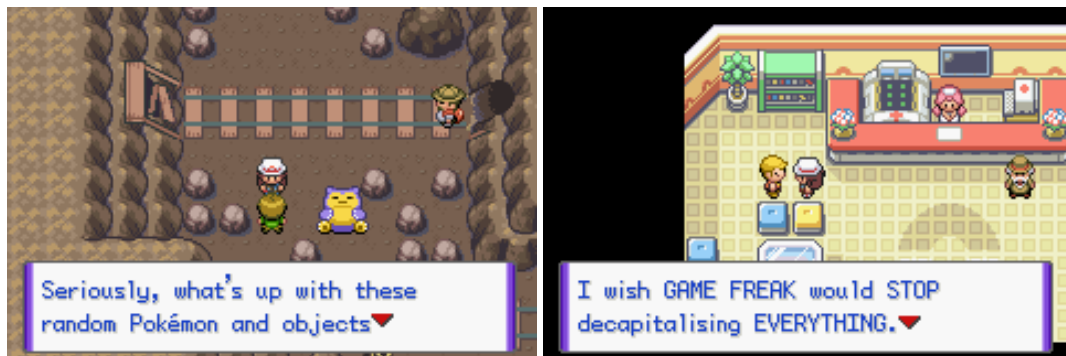 Seriously, what's up with these
random Pokémon and objects
I wish GAME FREAK would STOP
decapitalising EVERYTHING.